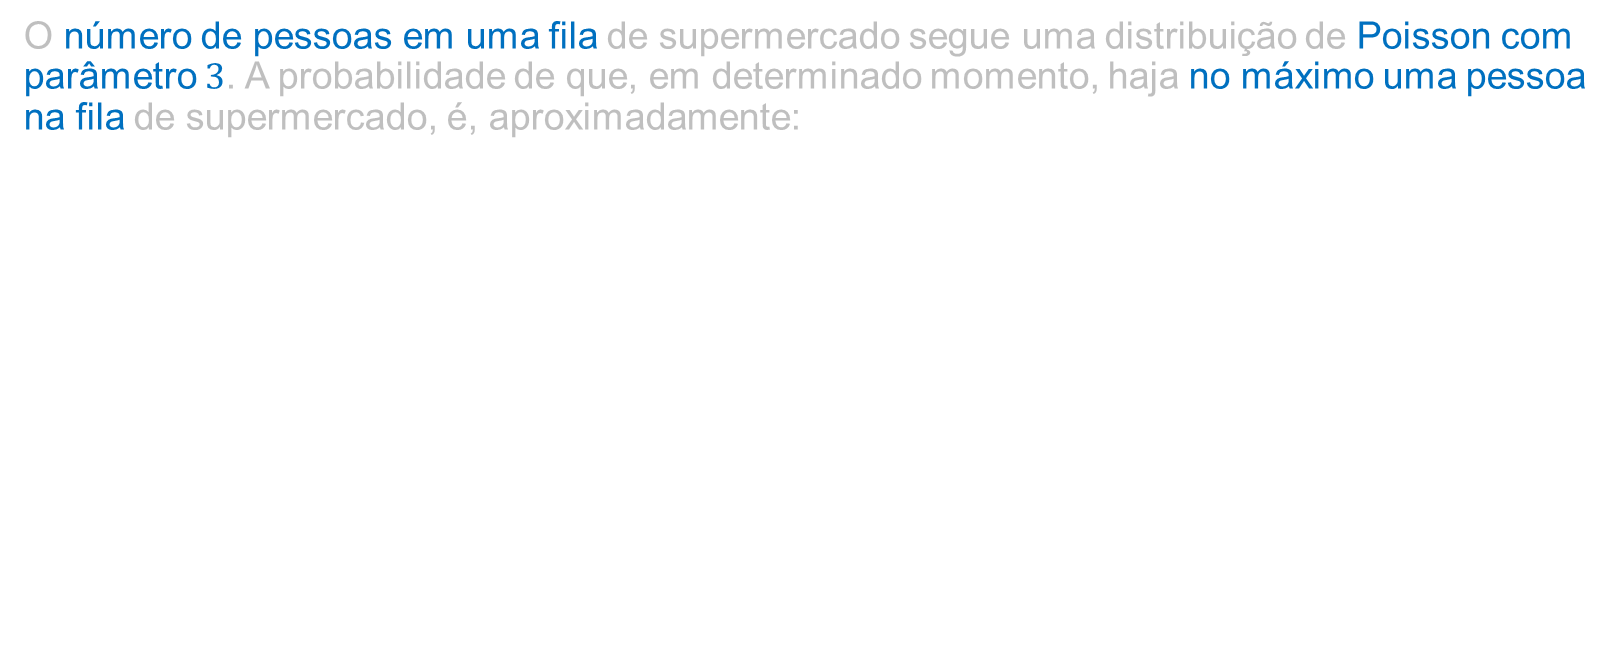 O número de pessoas em uma fila de supermercado segue uma distribuição de Poisson com
parâmetro 3. A probabilidade de que, em determinado momento, haja no máximo uma pessoa
na fila de supermercado, é, aproximadamente: